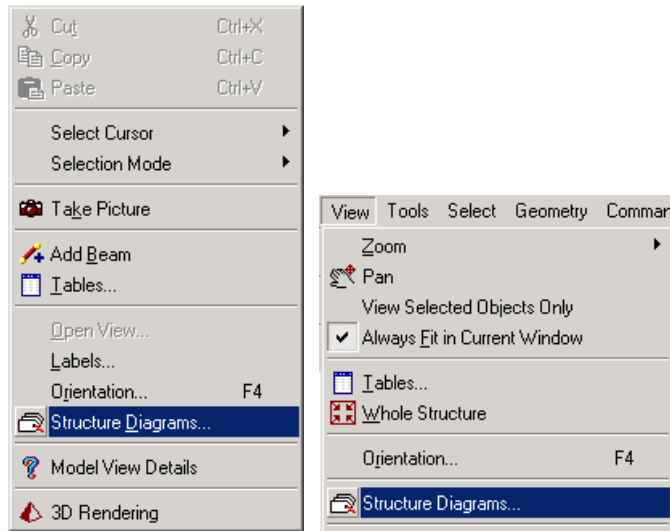 Cut Ctrl+X
Copy Ctrl+C
Paste Ctrl+V
Select Cursor
Selection Mode
Take Picture
Add Beam
Tables...
Open View...
Labels...
Orientation... F4
Structure Diagrams...
Model View Details
3D Rendering
View Tools Select Geometry Comman
Zoom
Pan
View Selected Objects Only
Always Fit in Current Window
Tables...
Whole Structure
Orientation... F4
Structure Diagrams...